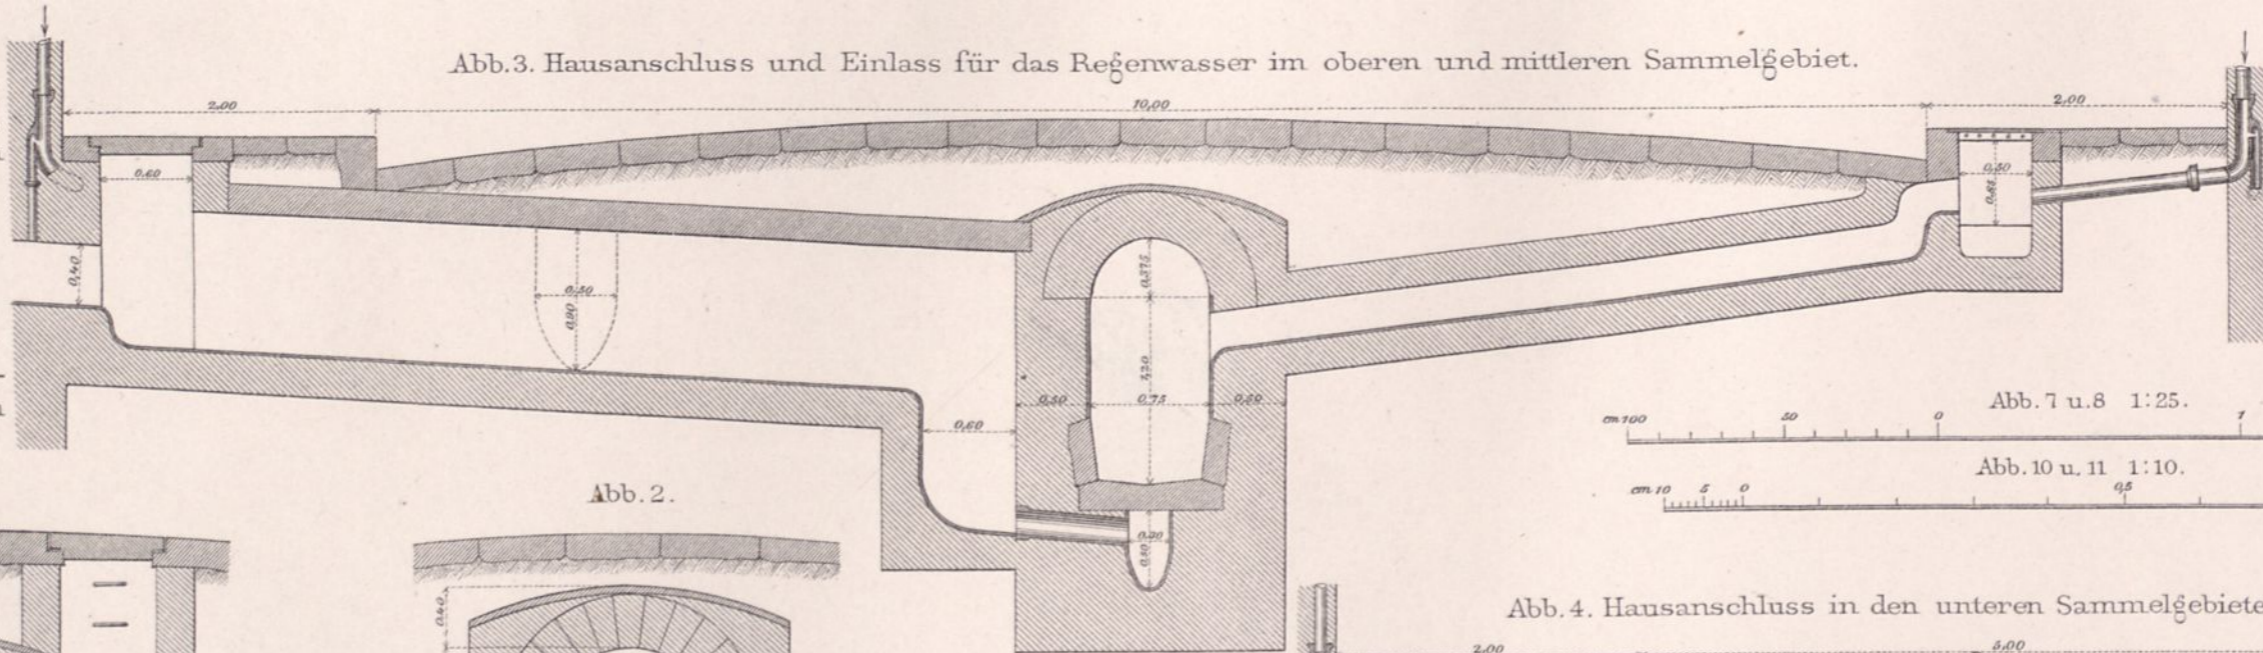 Abb.3. Hausanschluss und Einlass für das Regenwasser im oberen und mittleren Sammelgebiet.
2,00
10,00
2,00
0,60
0,50
0,40
0,50
0,90
0,375
1,20
0,50
0,75
0,50
0,60
Abb. 7 u. 8 1:25.
cm 100 50 0 1
Abb. 10 u. 11 1:10.
cm 10 5 0 0,5
Abb. 2.
0,30
0,50
0,40
Abb. 4. Hausanschluss in den unteren Sammelgebiete
2,00
5,00